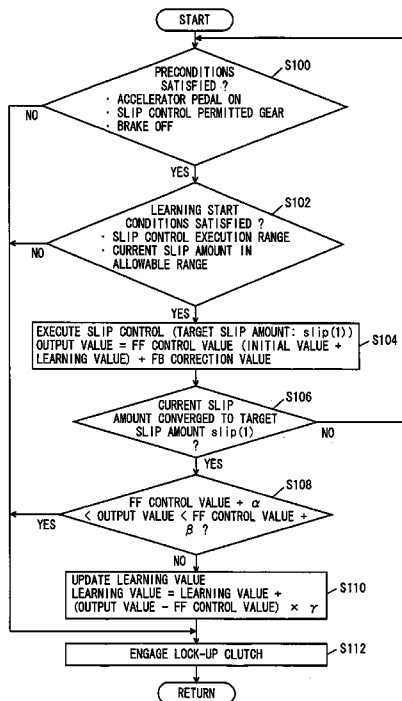 START
S100
PRECONDITIONS
SATISFIED ?
· ACCELERATOR PEDAL ON
· SLIP CONTROL PERMITTED GEAR
· BRAKE OFF
NO
YES
S102
LEARNING START
CONDITIONS SATISFIED ?
· SLIP CONTROL EXECUTION RANGE
· CURRENT SLIP AMOUNT IN
ALLOWABLE RANGE
NO
YES
EXECUTE SLIP CONTROL (TARGET SLIP AMOUNT: slip(1))
OUTPUT VALUE = FF CONTROL VALUE (INITIAL VALUE +
LEARNING VALUE) + FB CORRECTION VALUE
S104
S106
CURRENT SLIP
AMOUNT CONVERGED TO TARGET
SLIP AMOUNT slip(1)
?
NO
YES
S108
FF CONTROL VALUE + α
< OUTPUT VALUE < FF CONTROL VALUE +
β ?
YES
NO
UPDATE LEARNING VALUE
LEARNING VALUE = LEARNING VALUE +
(OUTPUT VALUE - FF CONTROL VALUE) × γ
S110
ENGAGE LOCK-UP CLUTCH
S112
RETURN